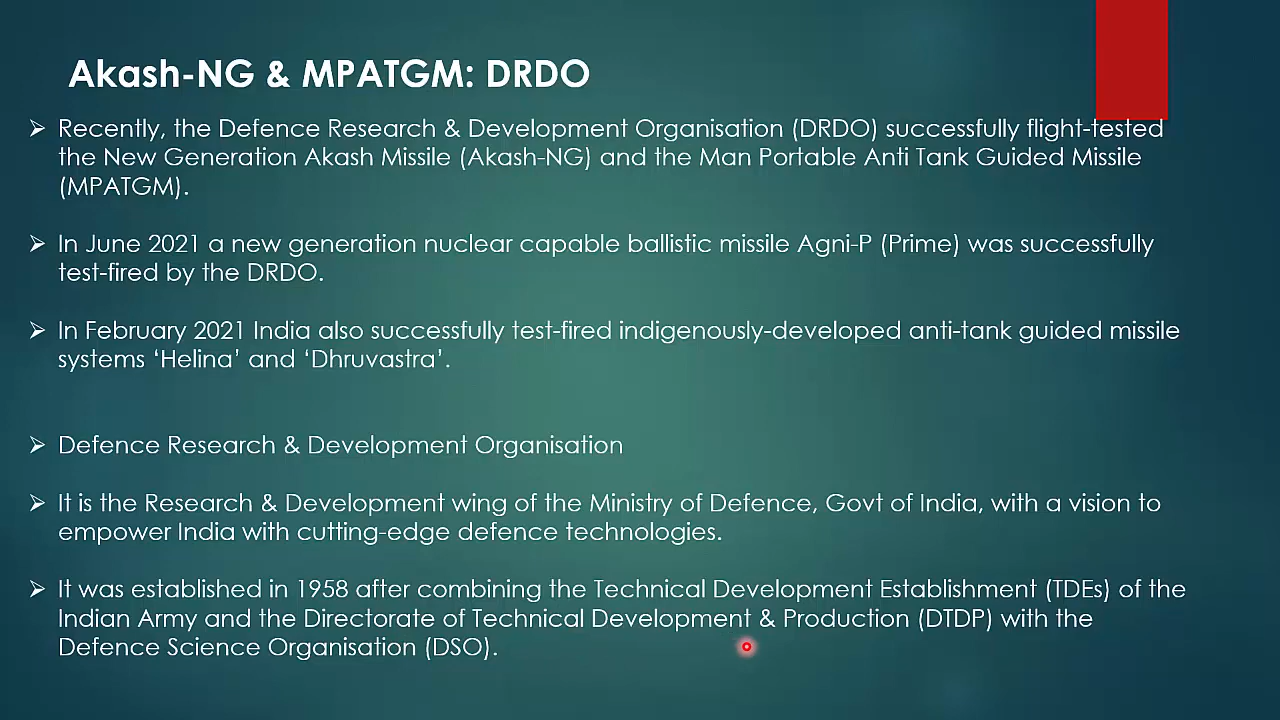 Akash-NG & MPATGM: DRDO
➢ Recently, the Defence Research & Development Organisation (DRDO) successfully flight-tested
the New Generation Akash Missile (Akash-NG) and the Man Portable Anti Tank Guided Missile
(MPATGM).
➢ In June 2021 a new generation nuclear capable ballistic missile Agni-P (Prime) was successfully
test-fired by the DRDO.
➢ In February 2021 India also successfully test-fired indigenously-developed anti-tank guided missile
systems ‘Helina’ and ‘Dhruvastra’.
➢ Defence Research & Development Organisation
➢ It is the Research & Development wing of the Ministry of Defence, Govt of India, with a vision to
empower India with cutting-edge defence technologies.
➢ It was established in 1958 after combining the Technical Development Establishment (TDEs) of the
Indian Army and the Directorate of Technical Development & Production (DTDP) with the
Defence Science Organisation (DSO).